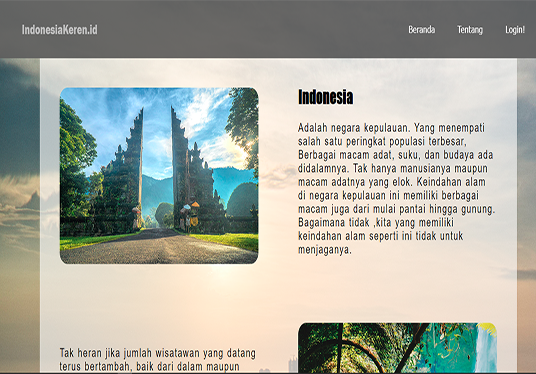 IndonesiaKeren.id
Beranda Tentang Login!
Indonesia
Adalah negara kepulauan. Yang menempati
salah satu peringkat populasi terbesar,
Berbagai macam adat, suku, dan budaya ada
didalamnya. Tak hanya manusianya maupun
macam adatnya yang elok. Keindahan alam
di negara kepulauan ini memiliki berbagai
macam juga dari mulai pantai hingga gunung.
Bagaimana tidak ,kita yang memiliki
keindahan alam seperti ini tidak untuk
menjaganya.
Tak heran jika jumlah wisatawan yang datang
terus bertambah, baik dari dalam maupun